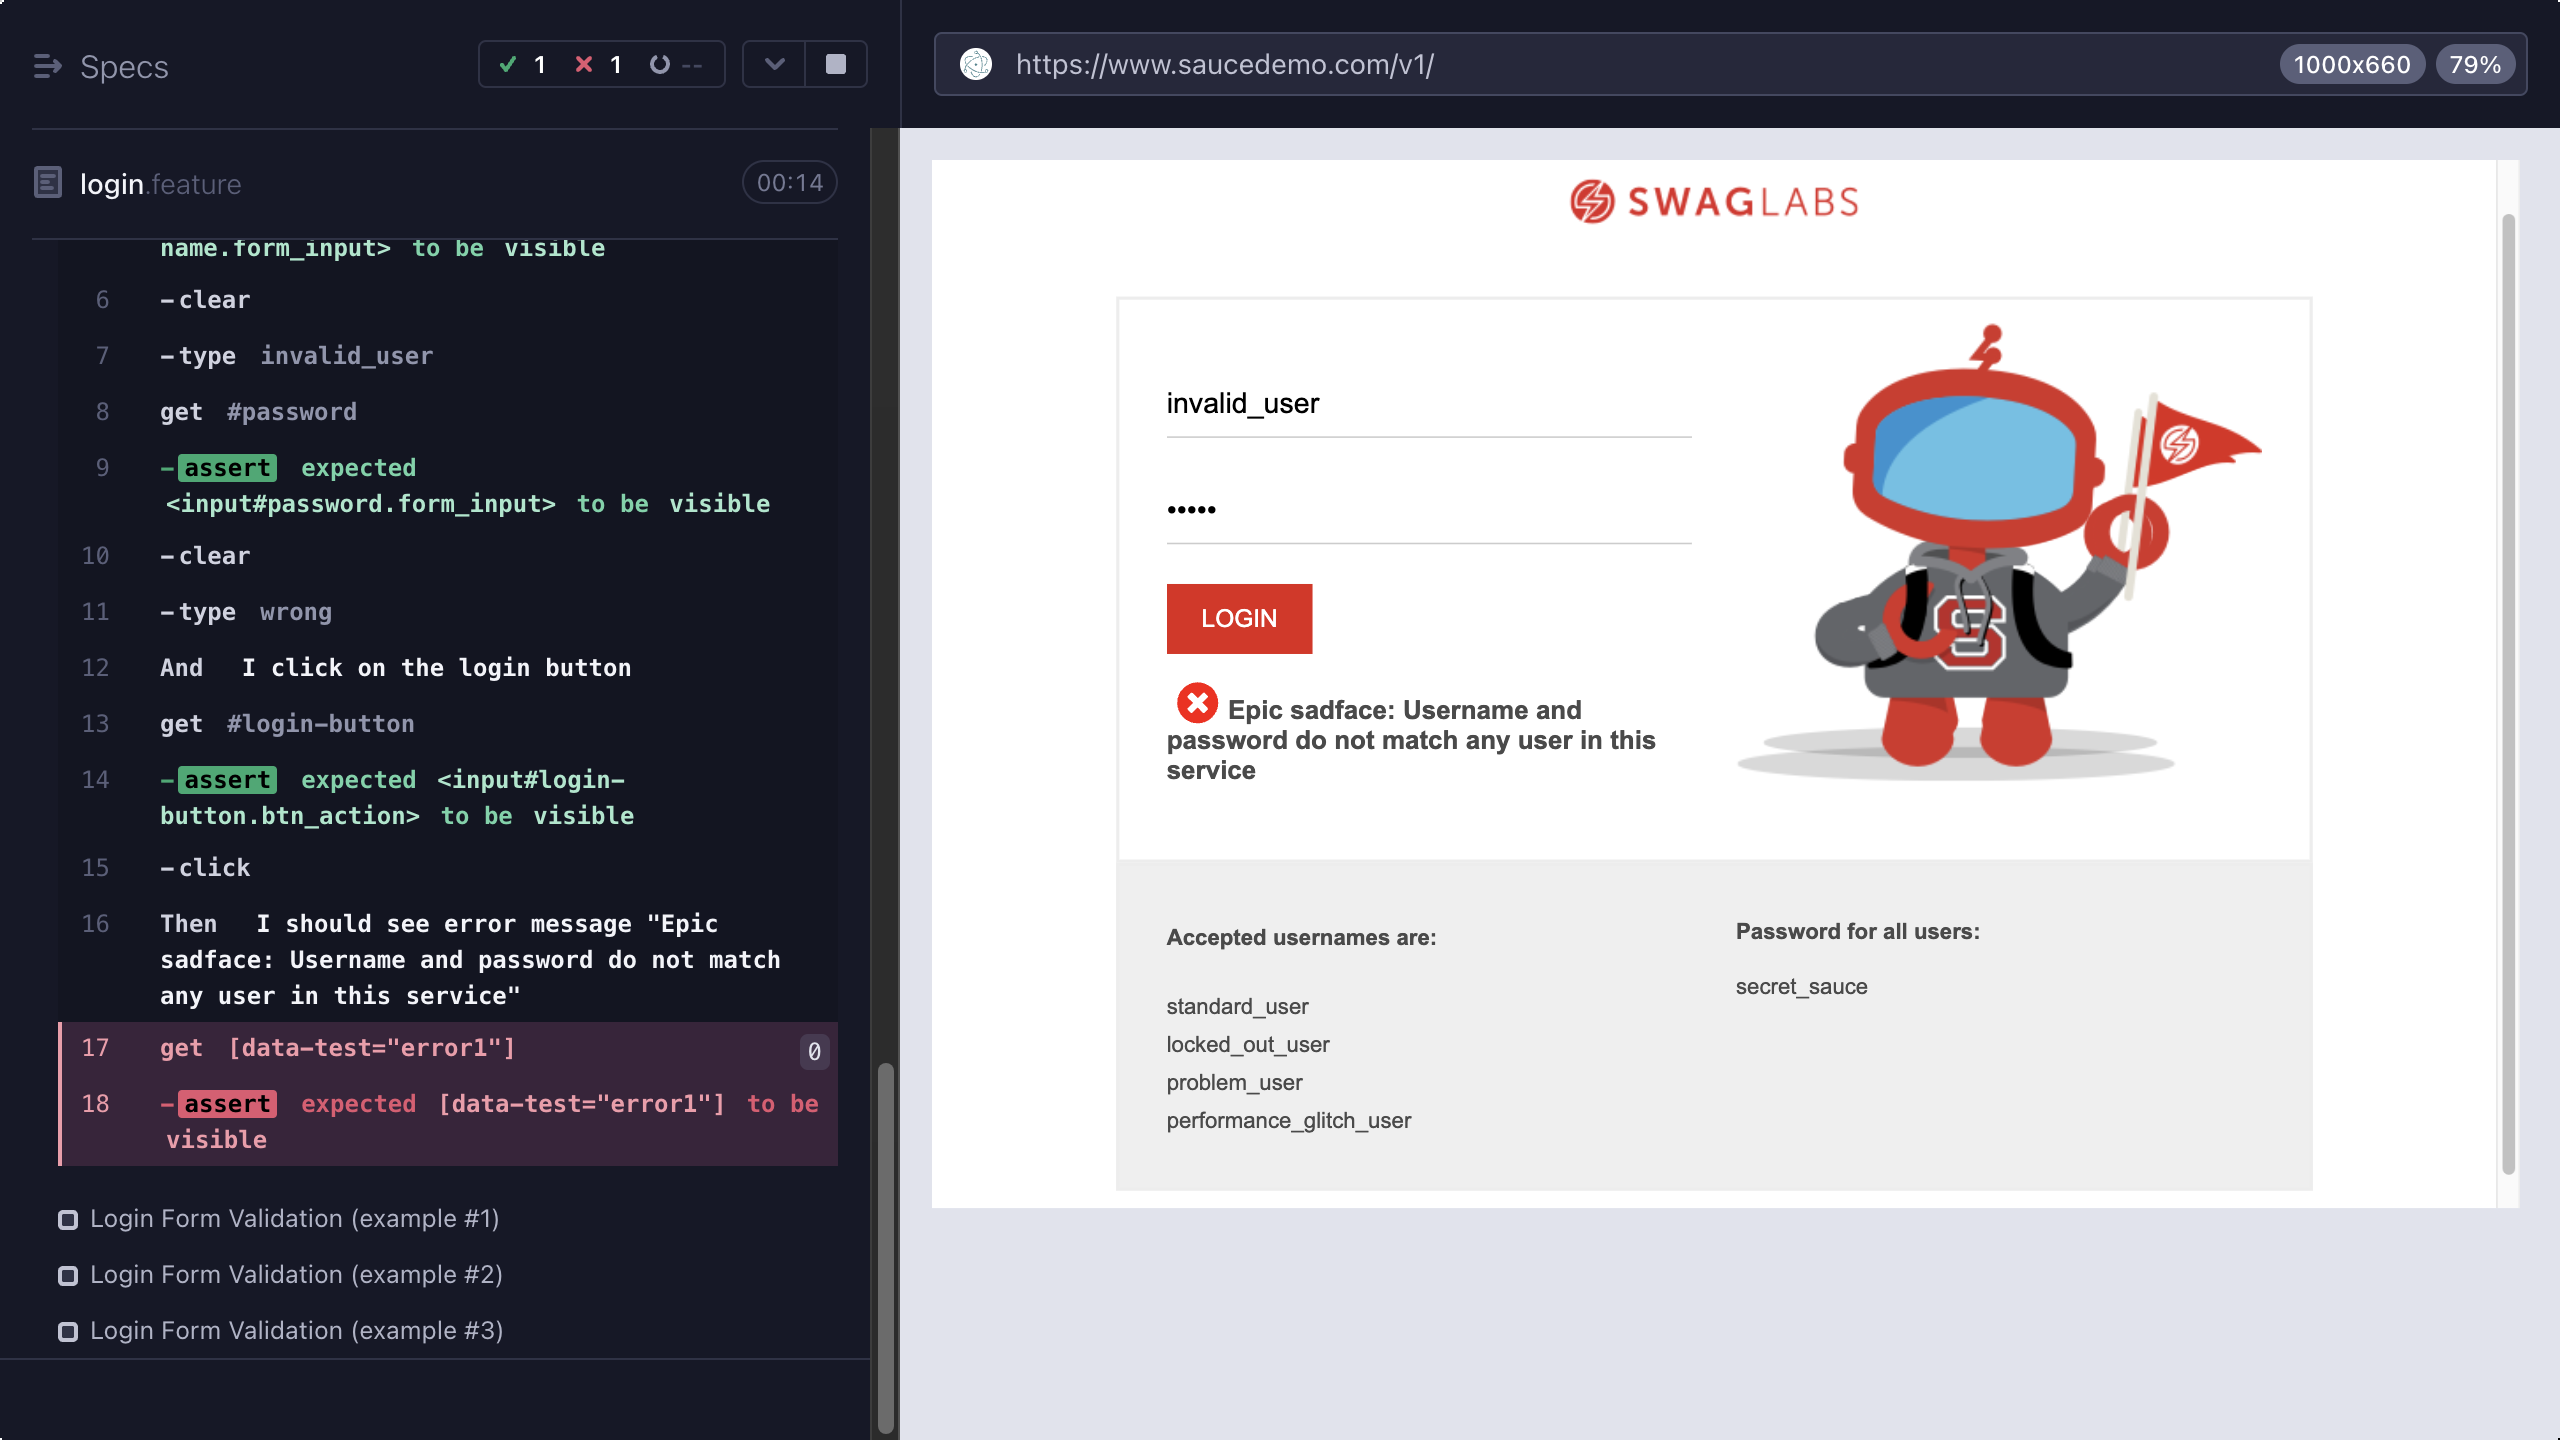 Specs
1 1 --
login.feature 00:14
name.form_input> to be visible
6 -clear
7 -type invalid_user
8 get #password
9 -assert expected
<input#password.form_input> to be visible
10 -clear
11 -type wrong
12 And I click on the login button
13 get #login-button
14 -assert expected <input#login-
button.btn_action> to be visible
15 -click
16 Then I should see error message "Epic
sadface: Username and password do not match
any user in this service"
17 get [data-test="error1"] 0
18 -assert expected [data-test="error1"] to be
visible
Login Form Validation (example #1)
Login Form Validation (example #2)
Login Form Validation (example #3)
https://www.saucedemo.com/v1/ 1000x660 79%
SWAGLABS
invalid_user
•••••
LOGIN
Epic sadface: Username and
password do not match any user in this
service
Accepted usernames are:
standard_user
locked_out_user
problem_user
performance_glitch_user
Password for all users:
secret_sauce